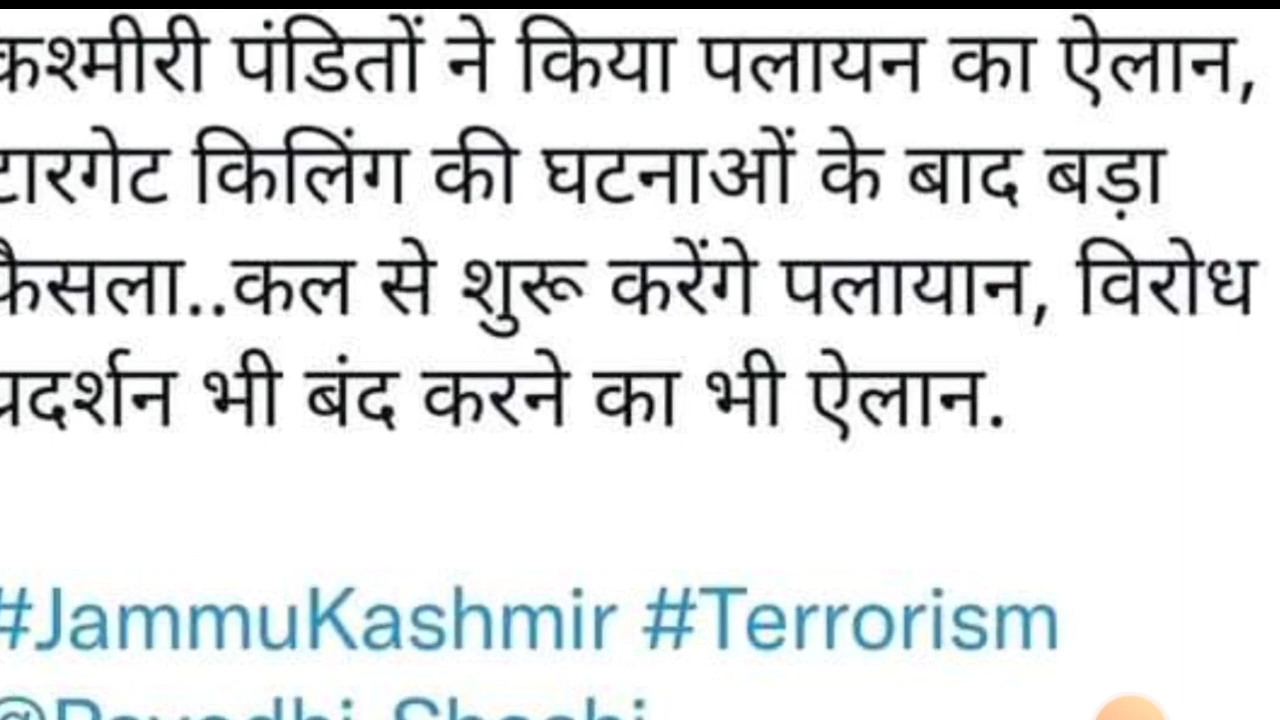 कश्मीरी पंडितों ने किया पलायन का ऐलान,
टारगेट किलिंग की घटनाओं के बाद बड़ा
फैसला..कल से शुरू करेंगे पलायान, विरोध
प्रदर्शन भी बंद करने का भी ऐलान.
#JammuKashmir #Terrorism